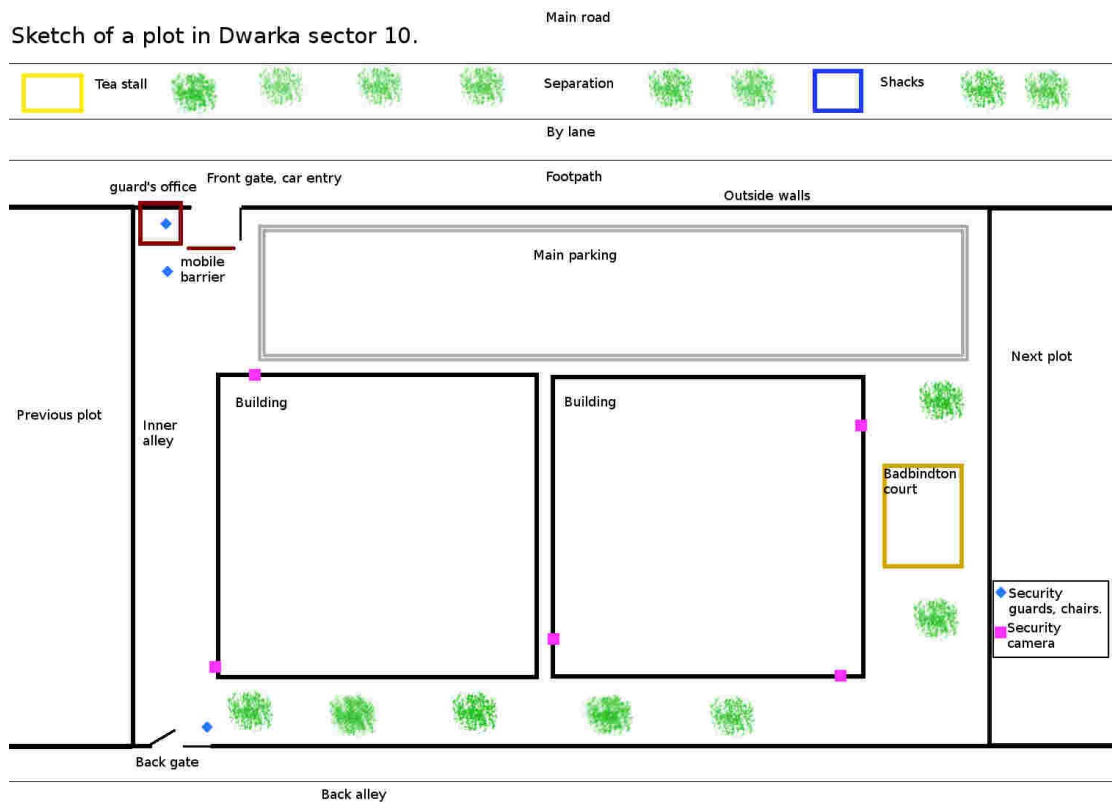 Main road
Sketch of a plot in Dwarka sector 10.
Tea stall
Separation
Shacks
By lane
Footpath
Front gate, car entry
guard's office
Outside walls
mobile
barrier
Main parking
Next plot
Previous plot
Inner
alley
Building
Building
Badbindton
court
Security
guards, chairs.
Security
camera
Back gate
Back alley